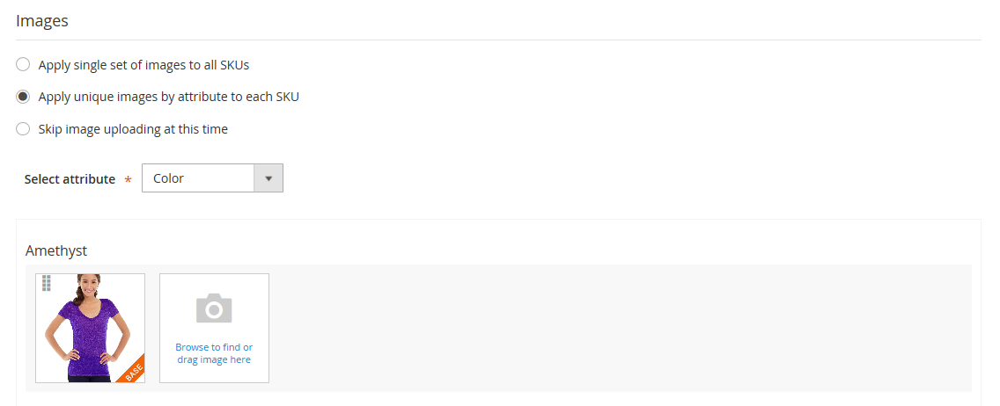 Images
Apply single set of images to all SKUs
Apply unique images by attribute to each SKU
Skip image uploading at this time
Select attribute *
Color
Amethyst
BASE
Browse to find or
drag image here